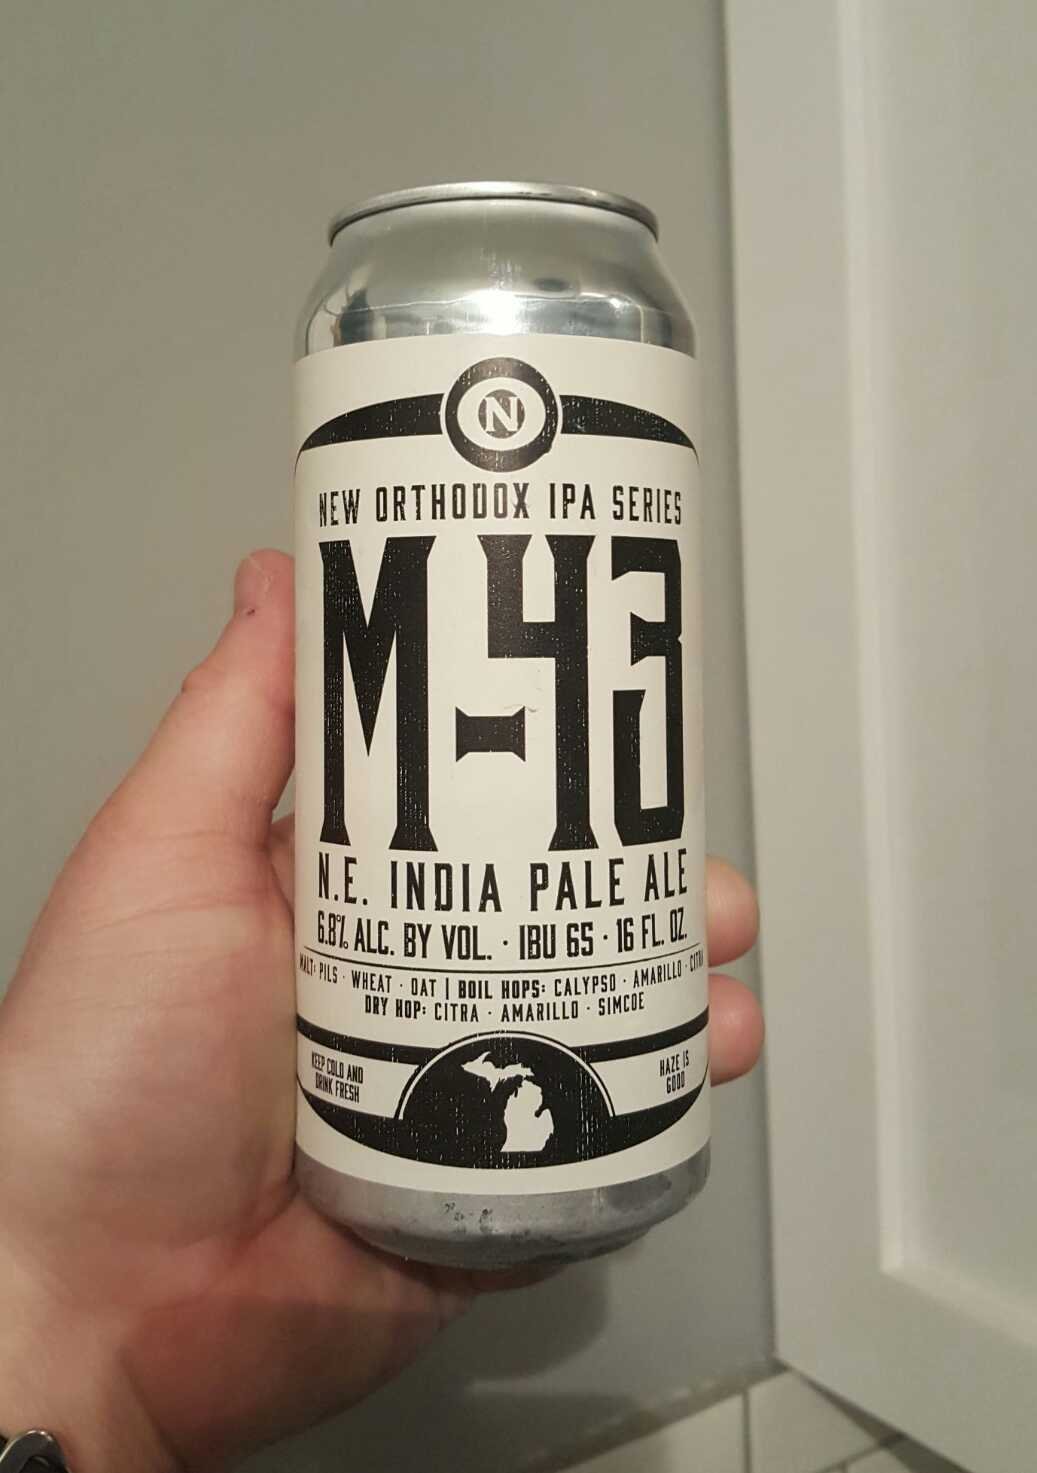 N
NEW ORTHODOX IPA SERIES
M-43
N.E. INDIA PALE ALE
6.8% ALC. BY VOL. · IBU 65 · 16 FL. OZ.
MALT: PILS · WHEAT · OAT | BOIL HOPS: CALYPSO · AMARILLO · CITRA
DRY HOP: CITRA · AMARILLO · SIMCOE
KEEP COLD AND
DRINK FRESH
HAZE IS
GOOD